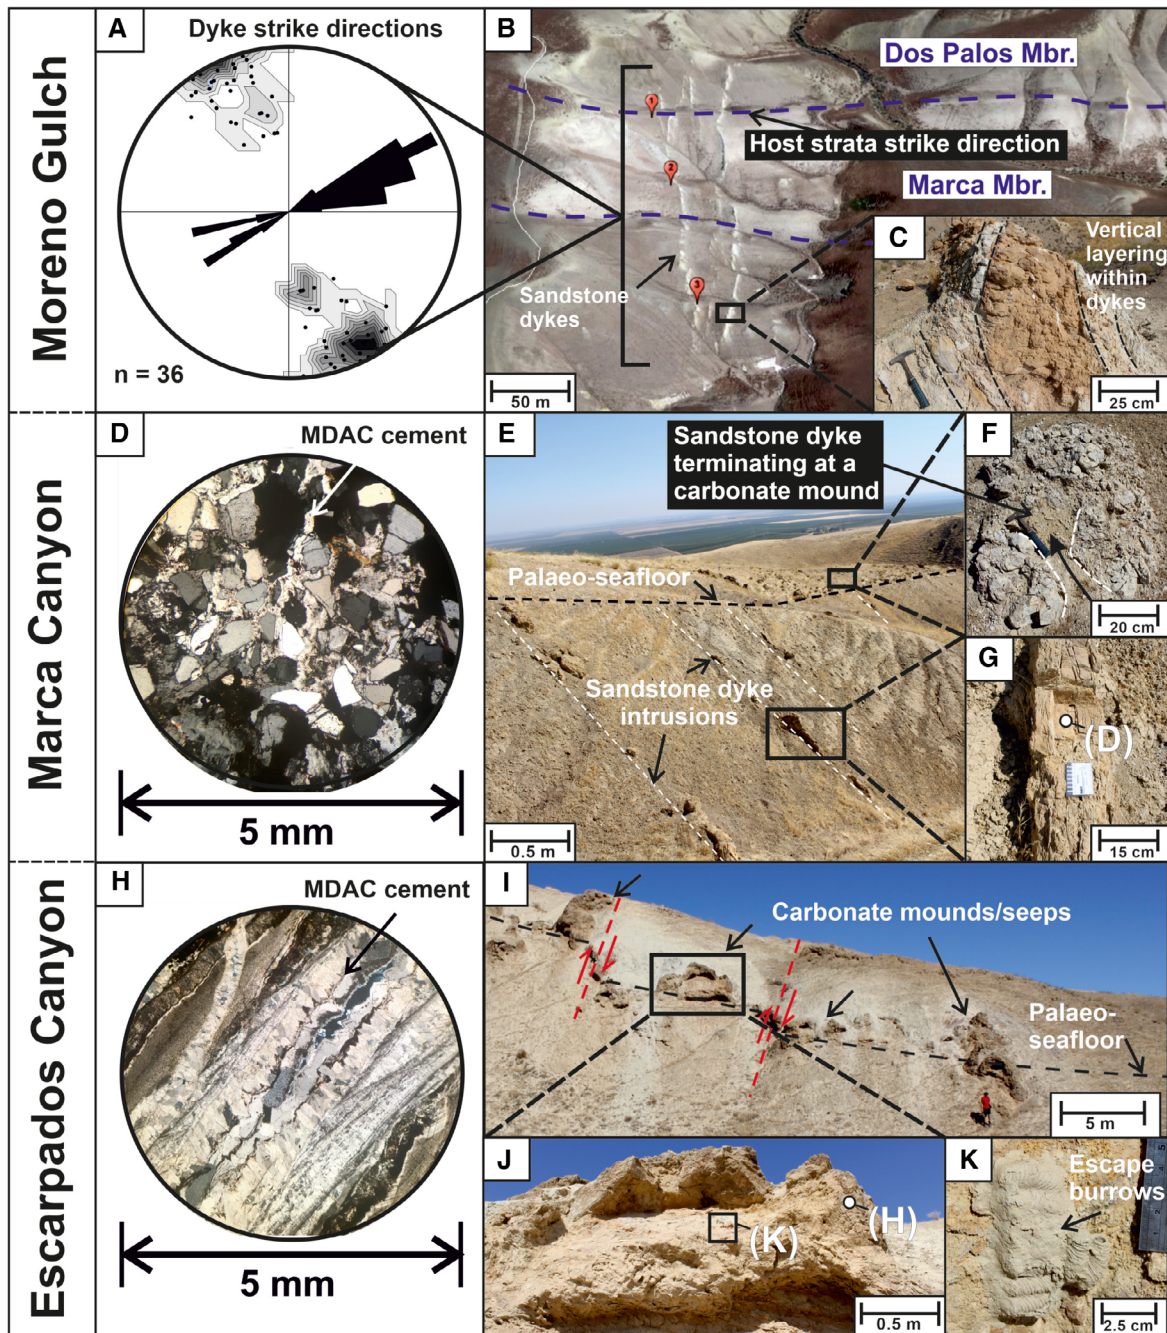 Moreno Gulch
A
Dyke strike directions
n = 36
B
Dos Palos Mbr.
1
Host strata strike direction
2
Marca Mbr.
3
Sandstone
dykes
50 m
C
Vertical
layering
within
dykes
25 cm
Marca Canyon
D
MDAC cement
5 mm
E
Sandstone dyke
terminating at a
carbonate mound
Palaeo-seafloor
Sandstone dyke
intrusions
0.5 m
F
20 cm
G
(D)
15 cm
Escarpados Canyon
H
MDAC cement
5 mm
I
Carbonate mounds/seeps
Palaeo-
seafloor
5 m
J
(K)
(H)
0.5 m
K
Escape
burrows
2.5 cm